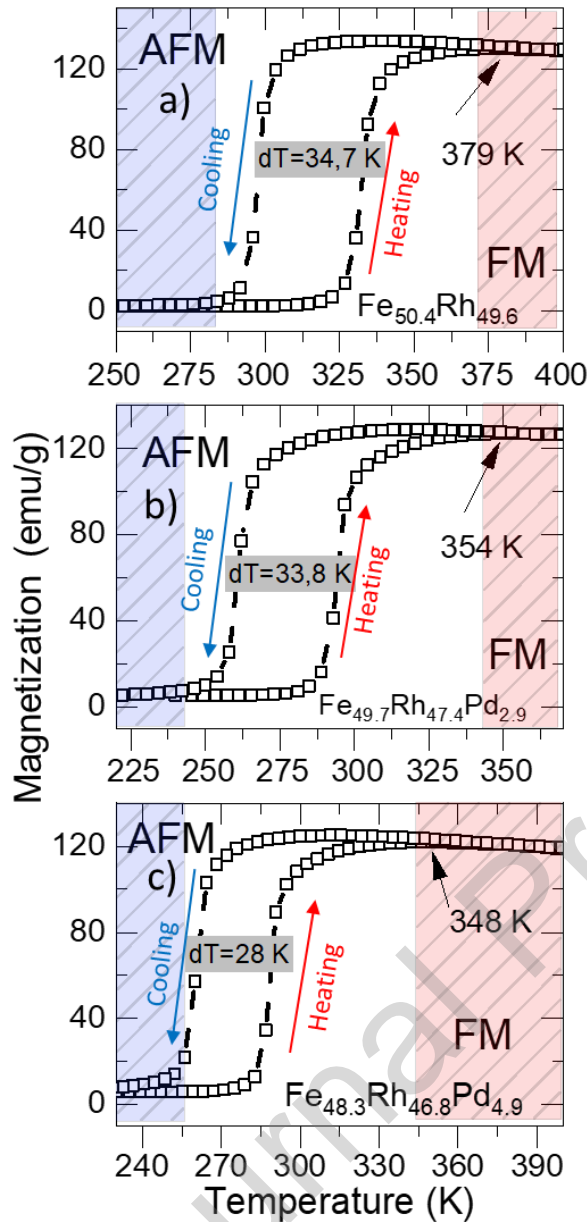 Magnetization (emu/g)
120
80
40
0
AFM
a)
Cooling
dT=34,7 K
Heating
379 K
FM
Fe50.4Rh49.6
250 275 300 325 350 375 400
120
80
40
0
AFM
b)
Cooling
dT=33,8 K
Heating
354 K
FM
Fe49.7Rh47.4Pd2.9
225 250 275 300 325 350
120
80
40
0
AFM
c)
Cooling
dT=28 K
Heating
348 K
FM
Fe48.3Rh46.8Pd4.9
240 270 300 330 360 390
Temperature (K)